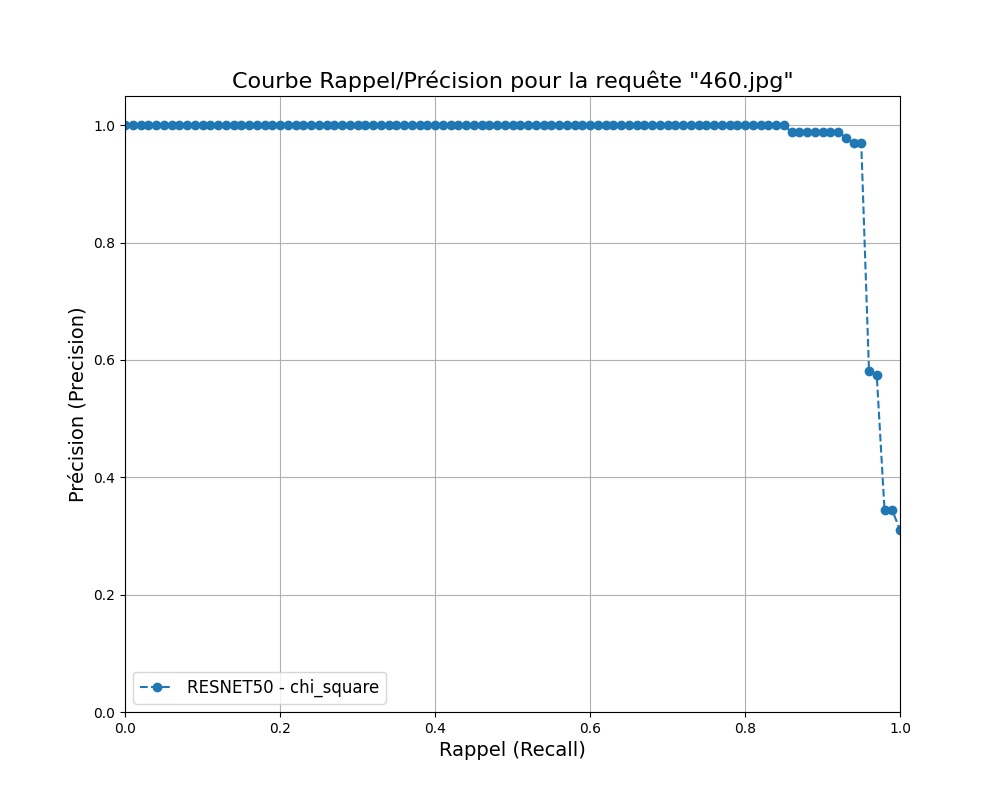 Courbe Rappel/Précision pour la requête "460.jpg"
1.0
0.8
0.6
0.4
0.2
0.0
Précision (Precision)
RESNET50 - chi_square
0.0 0.2 0.4 0.6 0.8 1.0
Rappel (Recall)